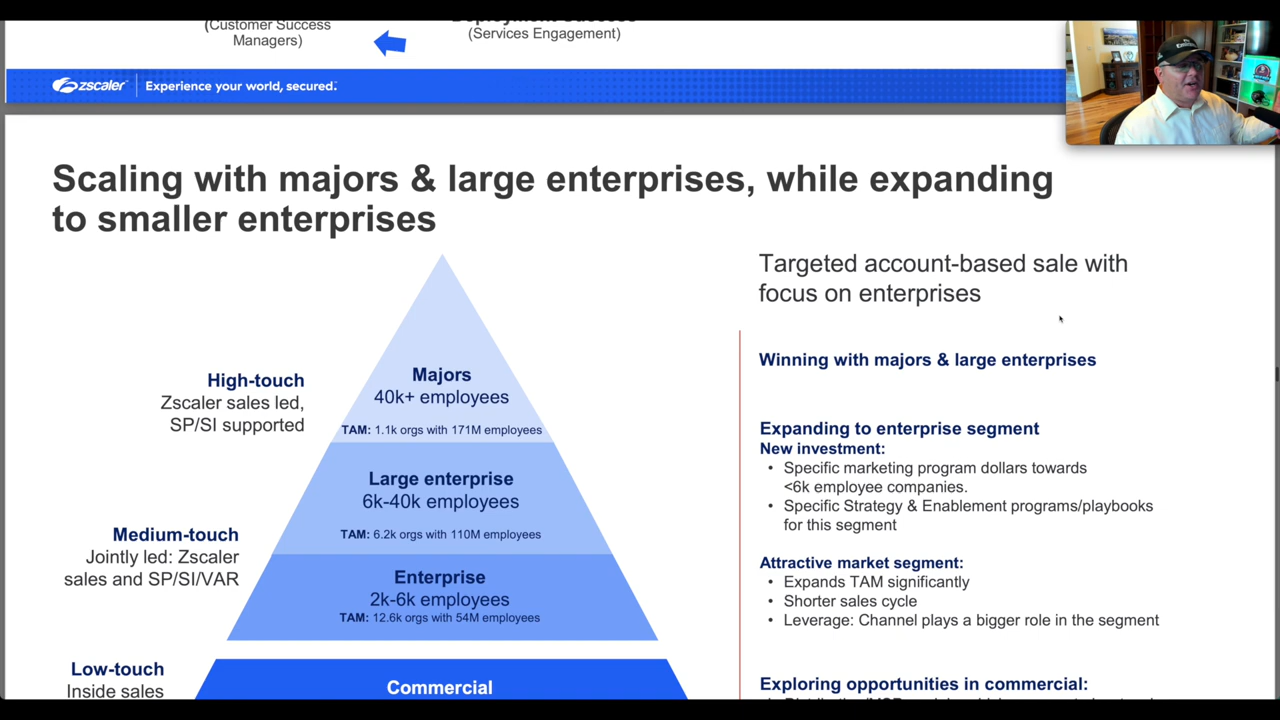 (Customer Success
Managers)
Deployment Success
(Services Engagement)
zscaler
Experience your world, secured.™
Scaling with majors & large enterprises, while expanding
to smaller enterprises
High-touch
Zscaler sales led,
SP/SI supported
Medium-touch
Jointly led: Zscaler
sales and SP/SI/VAR
Low-touch
Inside sales
Majors
40k+ employees
TAM: 1.1k orgs with 171M employees
Large enterprise
6k-40k employees
TAM: 6.2k orgs with 110M employees
Enterprise
2k-6k employees
TAM: 12.6k orgs with 54M employees
Commercial
Targeted account-based sale with
focus on enterprises
Winning with majors & large enterprises
Expanding to enterprise segment
New investment:
• Specific marketing program dollars towards
<6k employee companies.
• Specific Strategy & Enablement programs/playbooks
for this segment
Attractive market segment:
• Expands TAM significantly
• Shorter sales cycle
• Leverage: Channel plays a bigger role in the segment
Exploring opportunities in commercial: